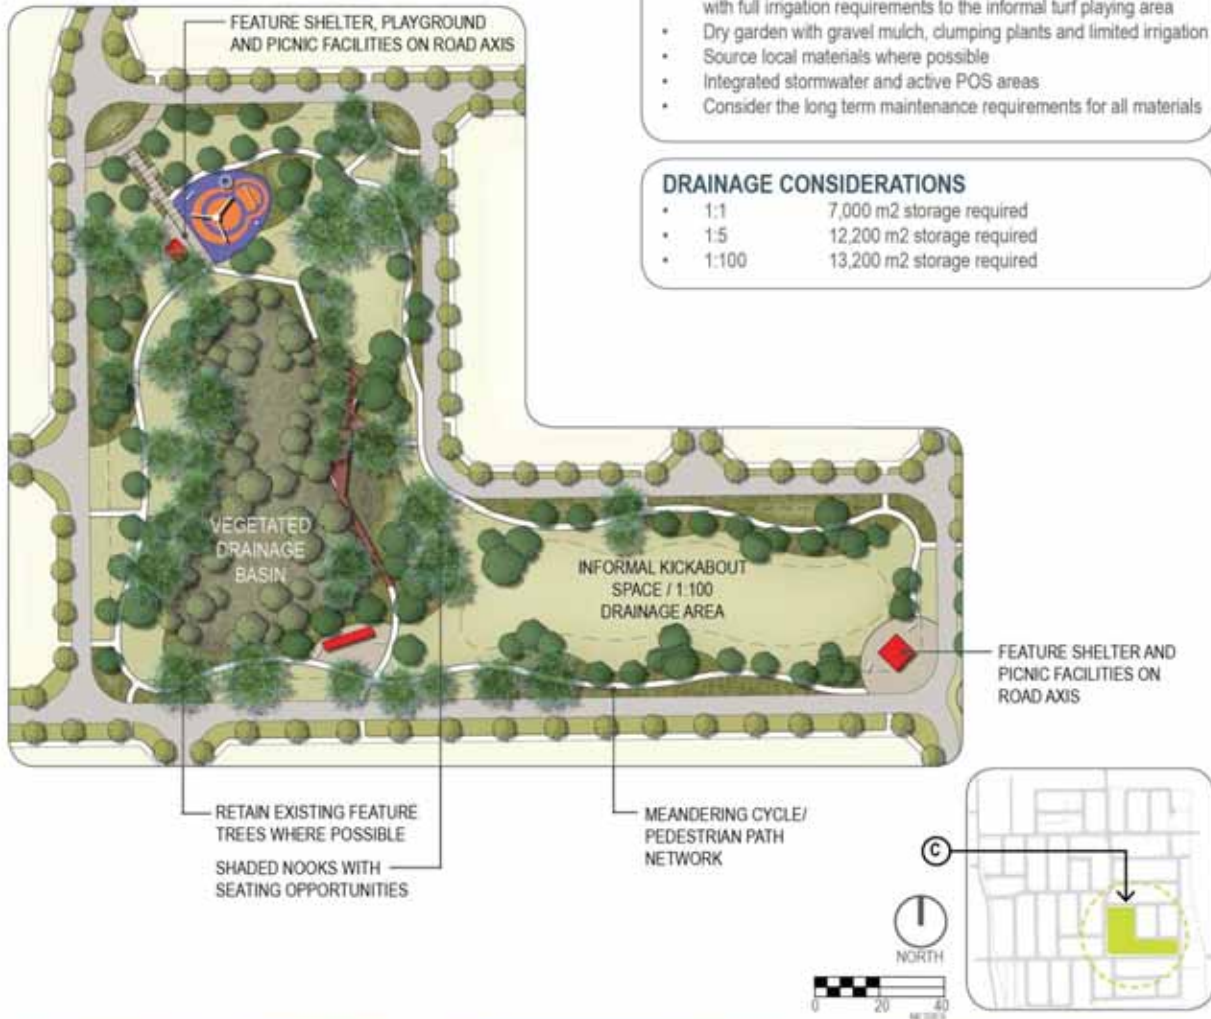 with full irrigation requirements to the informal turf playing area
• Dry garden with gravel mulch, clumping plants and limited irrigation
• Source local materials where possible
• Integrated stormwater and active POS areas
• Consider the long term maintenance requirements for all materials
DRAINAGE CONSIDERATIONS
• 1:1 7,000 m2 storage required
• 1:5 12,200 m2 storage required
• 1:100 13,200 m2 storage required
FEATURE SHELTER, PLAYGROUND
AND PICNIC FACILITIES ON ROAD AXIS
VEGETATED
DRAINAGE
BASIN
INFORMAL KICKABOUT
SPACE / 1:100
DRAINAGE AREA
FEATURE SHELTER AND
PICNIC FACILITIES ON
ROAD AXIS
RETAIN EXISTING FEATURE
TREES WHERE POSSIBLE
SHADED NOOKS WITH
SEATING OPPORTUNITIES
MEANDERING CYCLE/
PEDESTRIAN PATH
NETWORK
C
NORTH
0 20 40
METRES